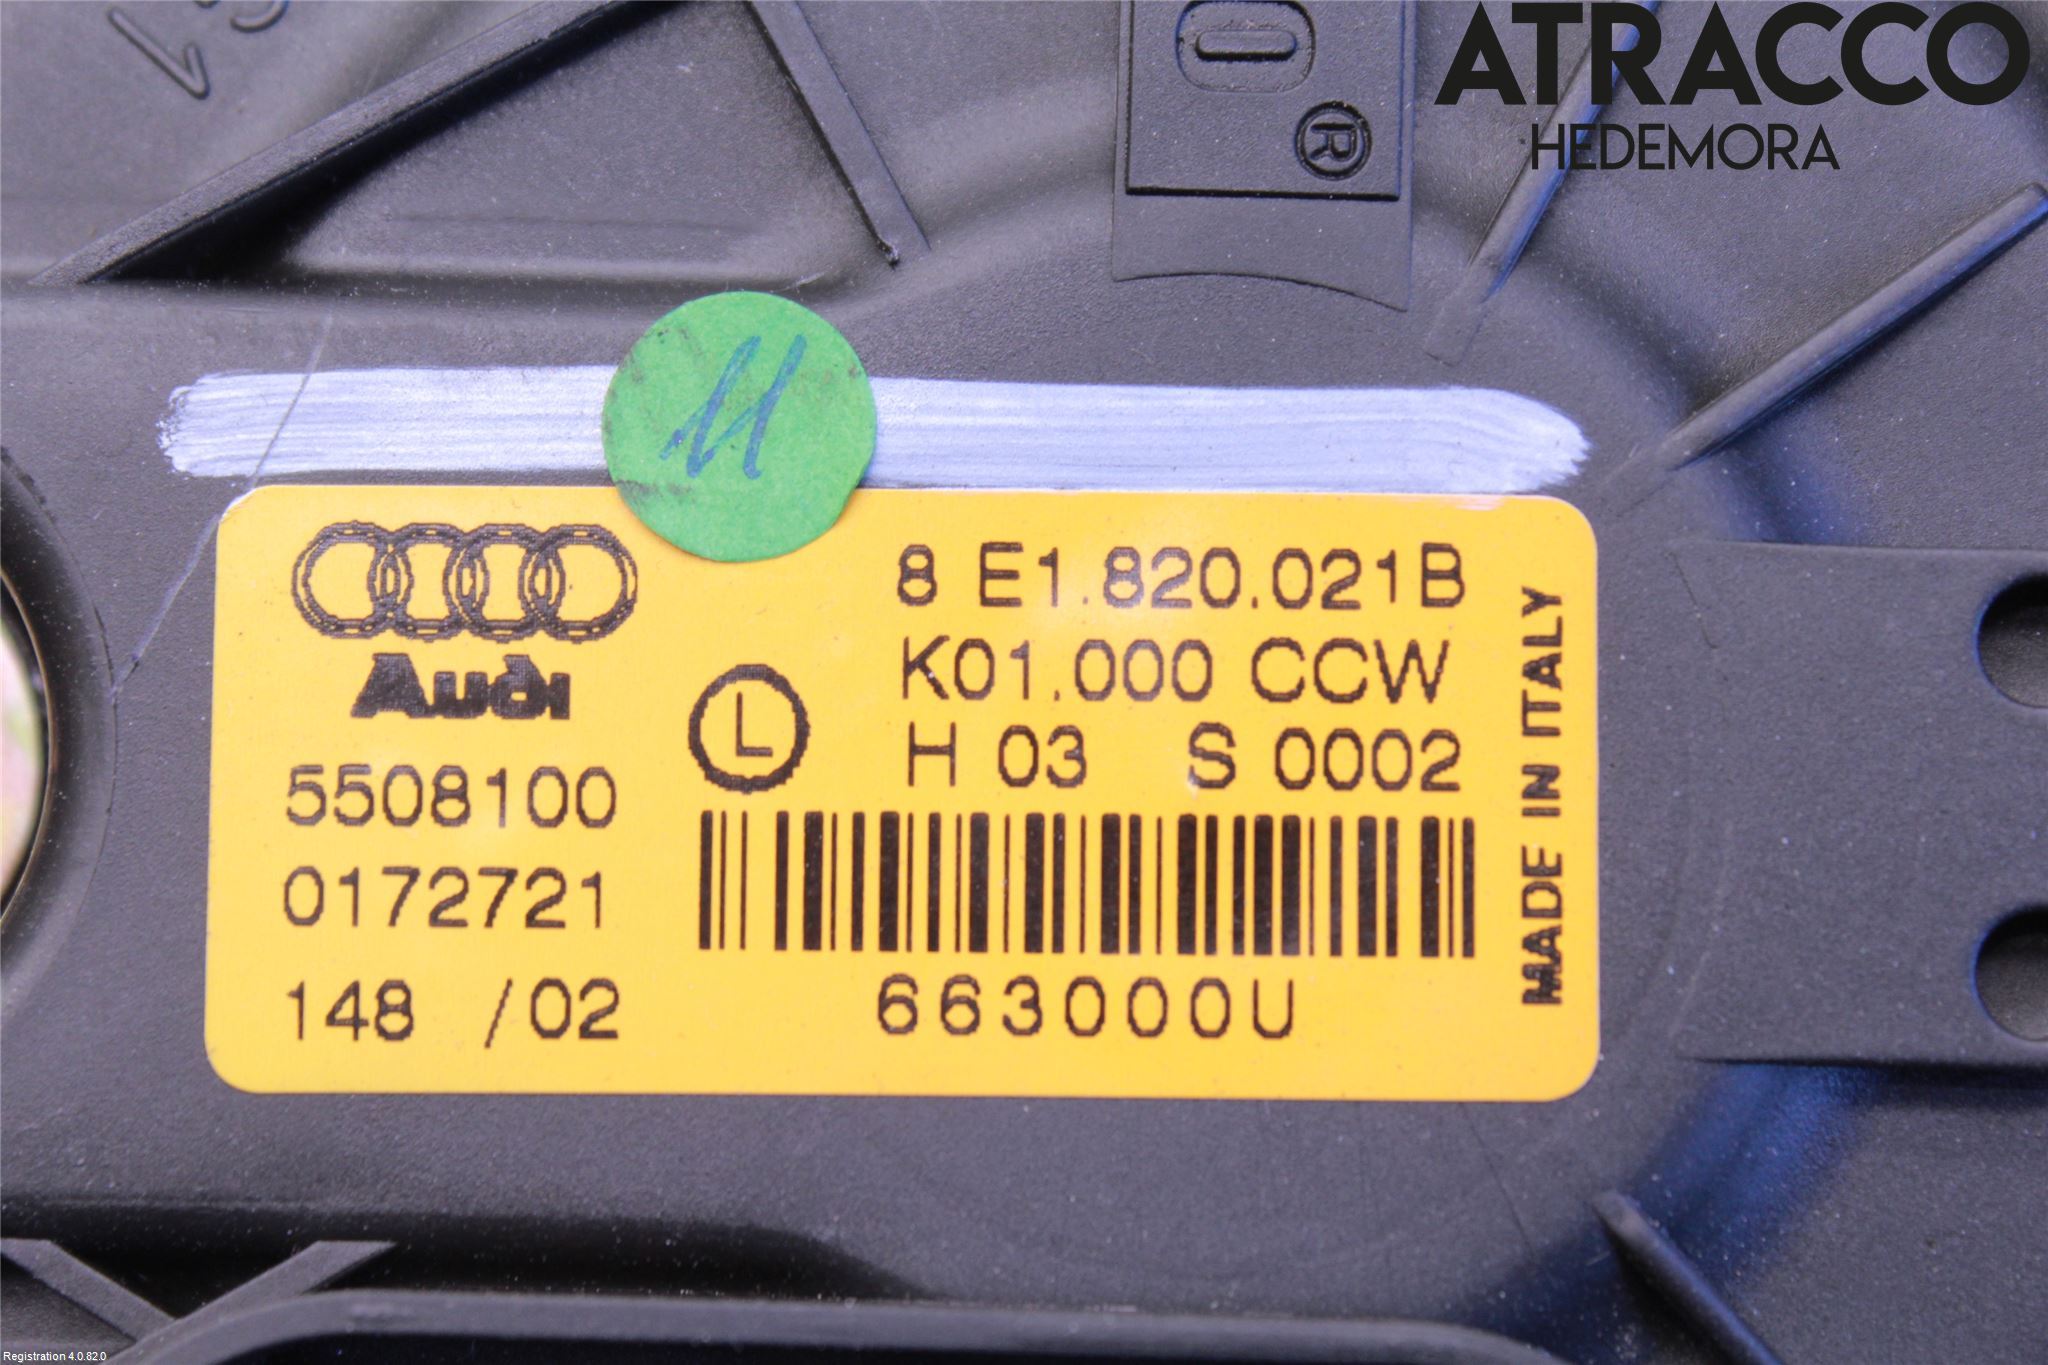 ATRACCO
HEDEMORA
®
11
Audi
8 E1.820.021B
K01.000 CCW
L
H 03 S 0002
5508100
0172721
148 /02
663000U
MADE IN ITALY
Registration 4.0.82.0